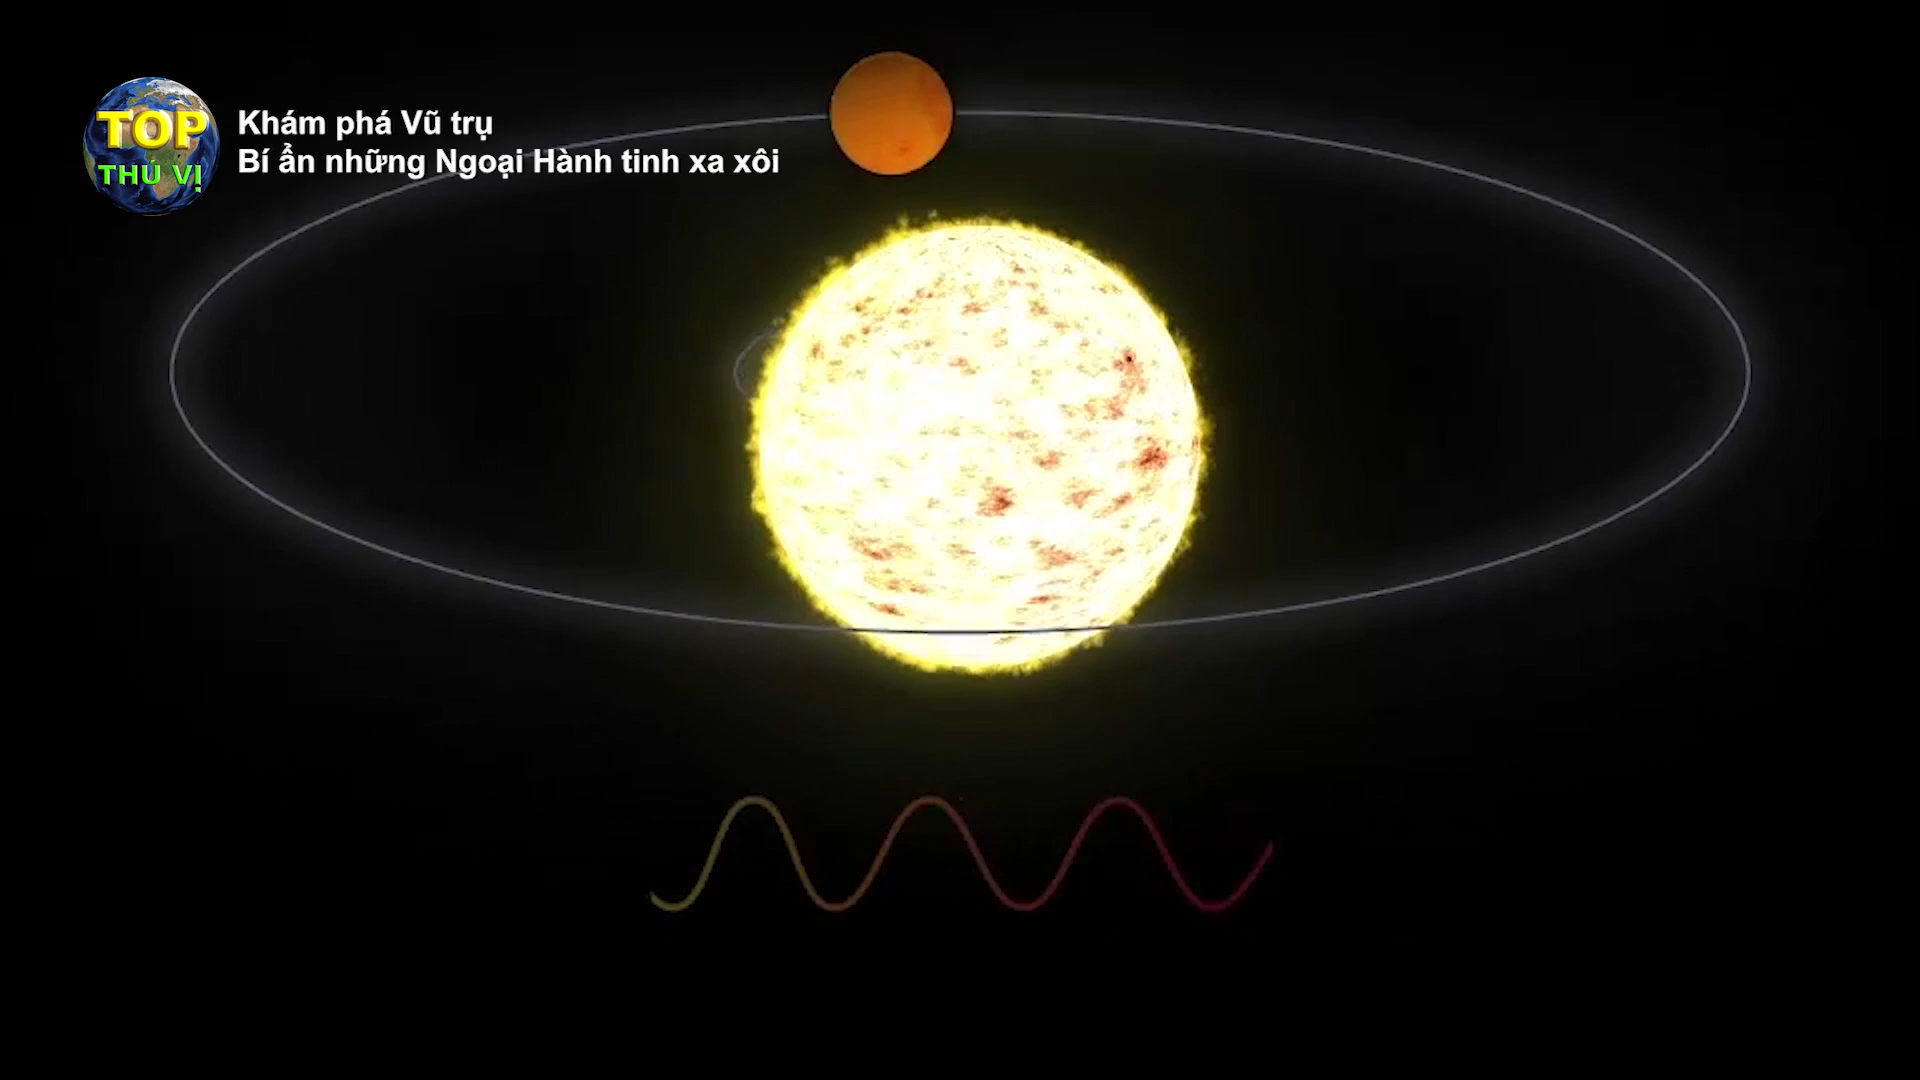 TOP
THÚ VỊ
Khám phá Vũ trụ
Bí ẩn những Ngoại Hành tinh xa xôi